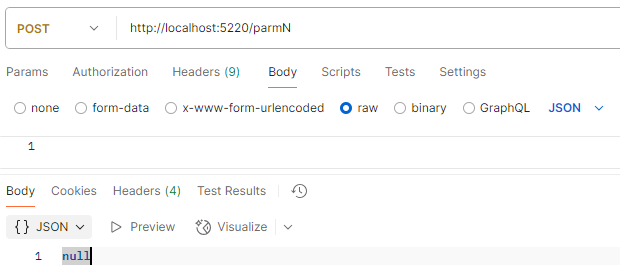 POST http://localhost:5220/parmN
Params Authorization Headers (9) Body Scripts Tests Settings
none form-data x-www-form-urlencoded raw binary GraphQL JSON
1
Body Cookies Headers (4) Test Results
{} JSON Preview Visualize
1 null